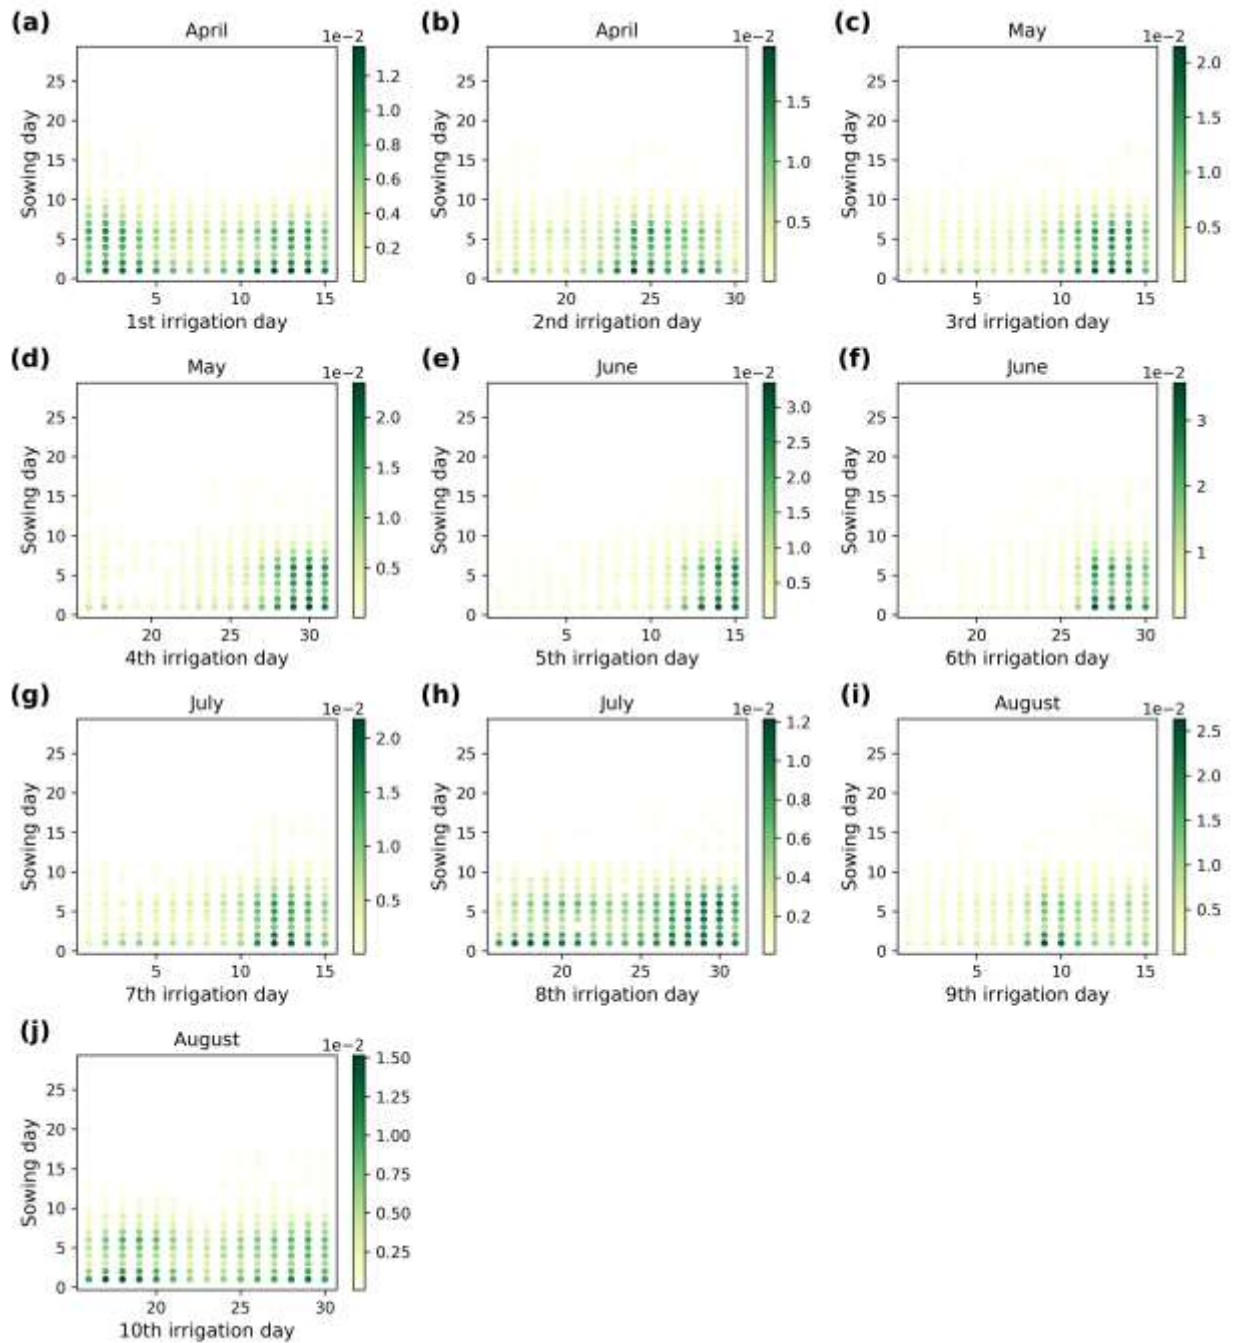 (a) April 1e−2
25
20
15
10
5
0
Sowing day
5 10 15
1st irrigation day
1.2
1.0
0.8
0.6
0.4
0.2
(b) April 1e−2
25
20
15
10
5
0
Sowing day
20 25 30
2nd irrigation day
1.5
1.0
0.5
(c) May 1e−2
25
20
15
10
5
0
Sowing day
5 10 15
3rd irrigation day
2.0
1.5
1.0
0.5
(d) May 1e−2
25
20
15
10
5
0
Sowing day
20 25 30
4th irrigation day
2.0
1.5
1.0
0.5
(e) June 1e−2
25
20
15
10
5
0
Sowing day
5 10 15
5th irrigation day
3.0
2.5
2.0
1.5
1.0
0.5
(f) June 1e−2
25
20
15
10
5
0
Sowing day
20 25 30
6th irrigation day
3
2
1
(g) July 1e−2
25
20
15
10
5
0
Sowing day
5 10 15
7th irrigation day
2.0
1.5
1.0
0.5
(h) July 1e−2
25
20
15
10
5
0
Sowing day
20 25 30
8th irrigation day
1.2
1.0
0.8
0.6
0.4
0.2
(i) August 1e−2
25
20
15
10
5
0
Sowing day
5 10 15
9th irrigation day
2.5
2.0
1.5
1.0
0.5
(j) August 1e−2
25
20
15
10
5
0
Sowing day
20 25 30
10th irrigation day
1.50
1.25
1.00
0.75
0.50
0.25